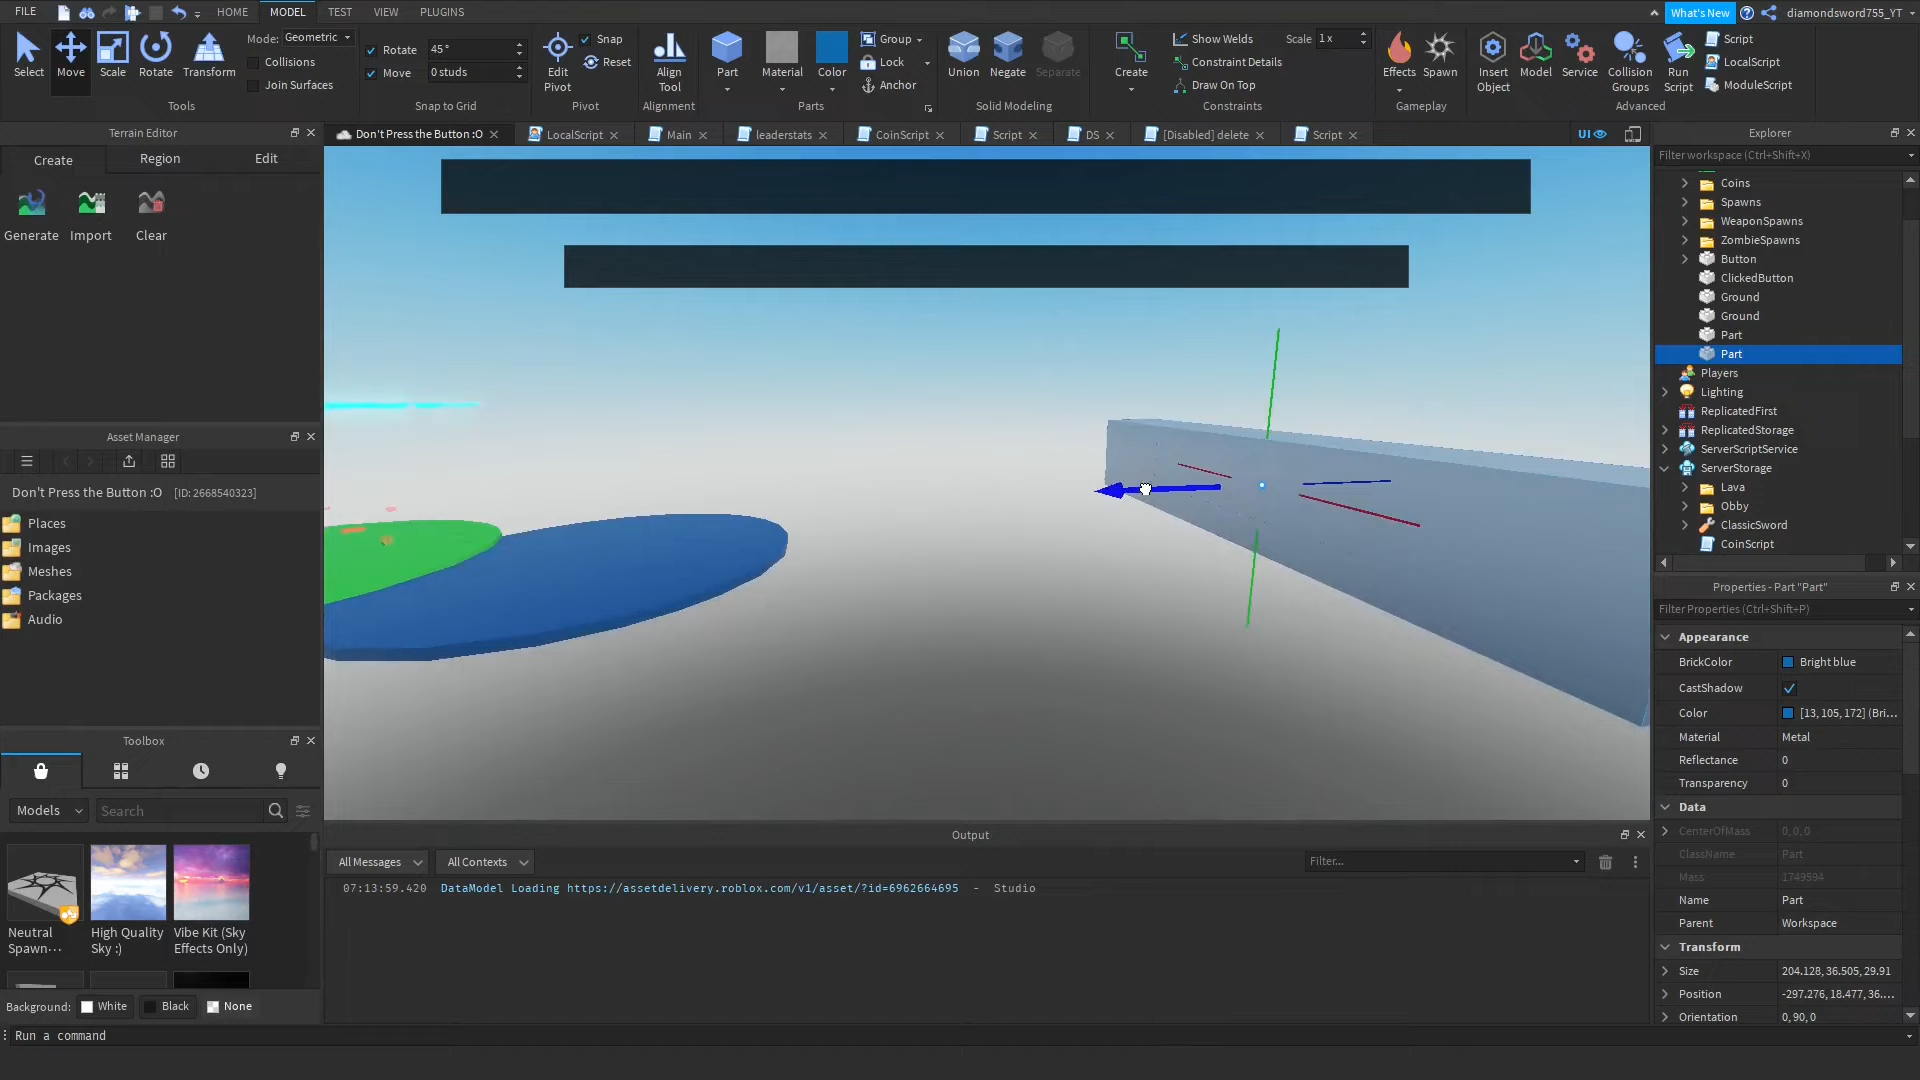 FILE HOME MODEL TEST VIEW PLUGINS What's New diamondsword755_YT
Select Move Scale Rotate Transform
Mode: Geometric
Collisions
Join Surfaces
Tools
Rotate 45°
Move 0 studs
Snap to Grid
Edit Pivot
Snap
Reset
Pivot
Align Tool
Alignment
Part Material Color
Group
Lock
Anchor
Parts
Union Negate Separate
Solid Modeling
Create
Show Welds Scale 1x
Constraint Details
Draw On Top
Constraints
Effects Spawn
Gameplay
Insert Object Model Service Collision Groups Run Script
Script
LocalScript
ModuleScript
Advanced
Terrain Editor
Create Region Edit
Generate Import Clear
Asset Manager
Don't Press the Button :O [ID: 2668540323]
Places
Images
Meshes
Packages
Audio
Toolbox
Models Search
Neutral Spawn...
High Quality Sky :)
Vibe Kit (Sky Effects Only)
Background: White Black None
Run a command
Don't Press the Button :O LocalScript Main leaderstats CoinScript Script DS [Disabled] delete Script UI
Output
All Messages All Contexts Filter...
07:13:59.420 DataModel Loading https://assetdelivery.roblox.com/v1/asset/?id=6962664695 - Studio
Explorer
Filter workspace (Ctrl+Shift+X)
Coins
Spawns
WeaponSpawns
ZombieSpawns
Button
ClickedButton
Ground
Ground
Part
Part
Players
Lighting
ReplicatedFirst
ReplicatedStorage
ServerScriptService
ServerStorage
Lava
Obby
ClassicSword
CoinScript
Properties - Part "Part"
Filter Properties (Ctrl+Shift+P)
Appearance
BrickColor Bright blue
CastShadow
Color [13, 105, 172] (Bri...
Material Metal
Reflectance 0
Transparency 0
Data
CenterOfMass 0, 0, 0
ClassName Part
Mass 1749594
Name Part
Parent Workspace
Transform
Size 204.128, 36.505, 29.91
Position -297.276, 18.477, 36....
Orientation 0, 90, 0